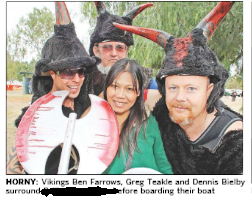 HORNY: Vikings Ben Farrows, Greg Teakle and Dennis Bielby
surround before boarding their boat